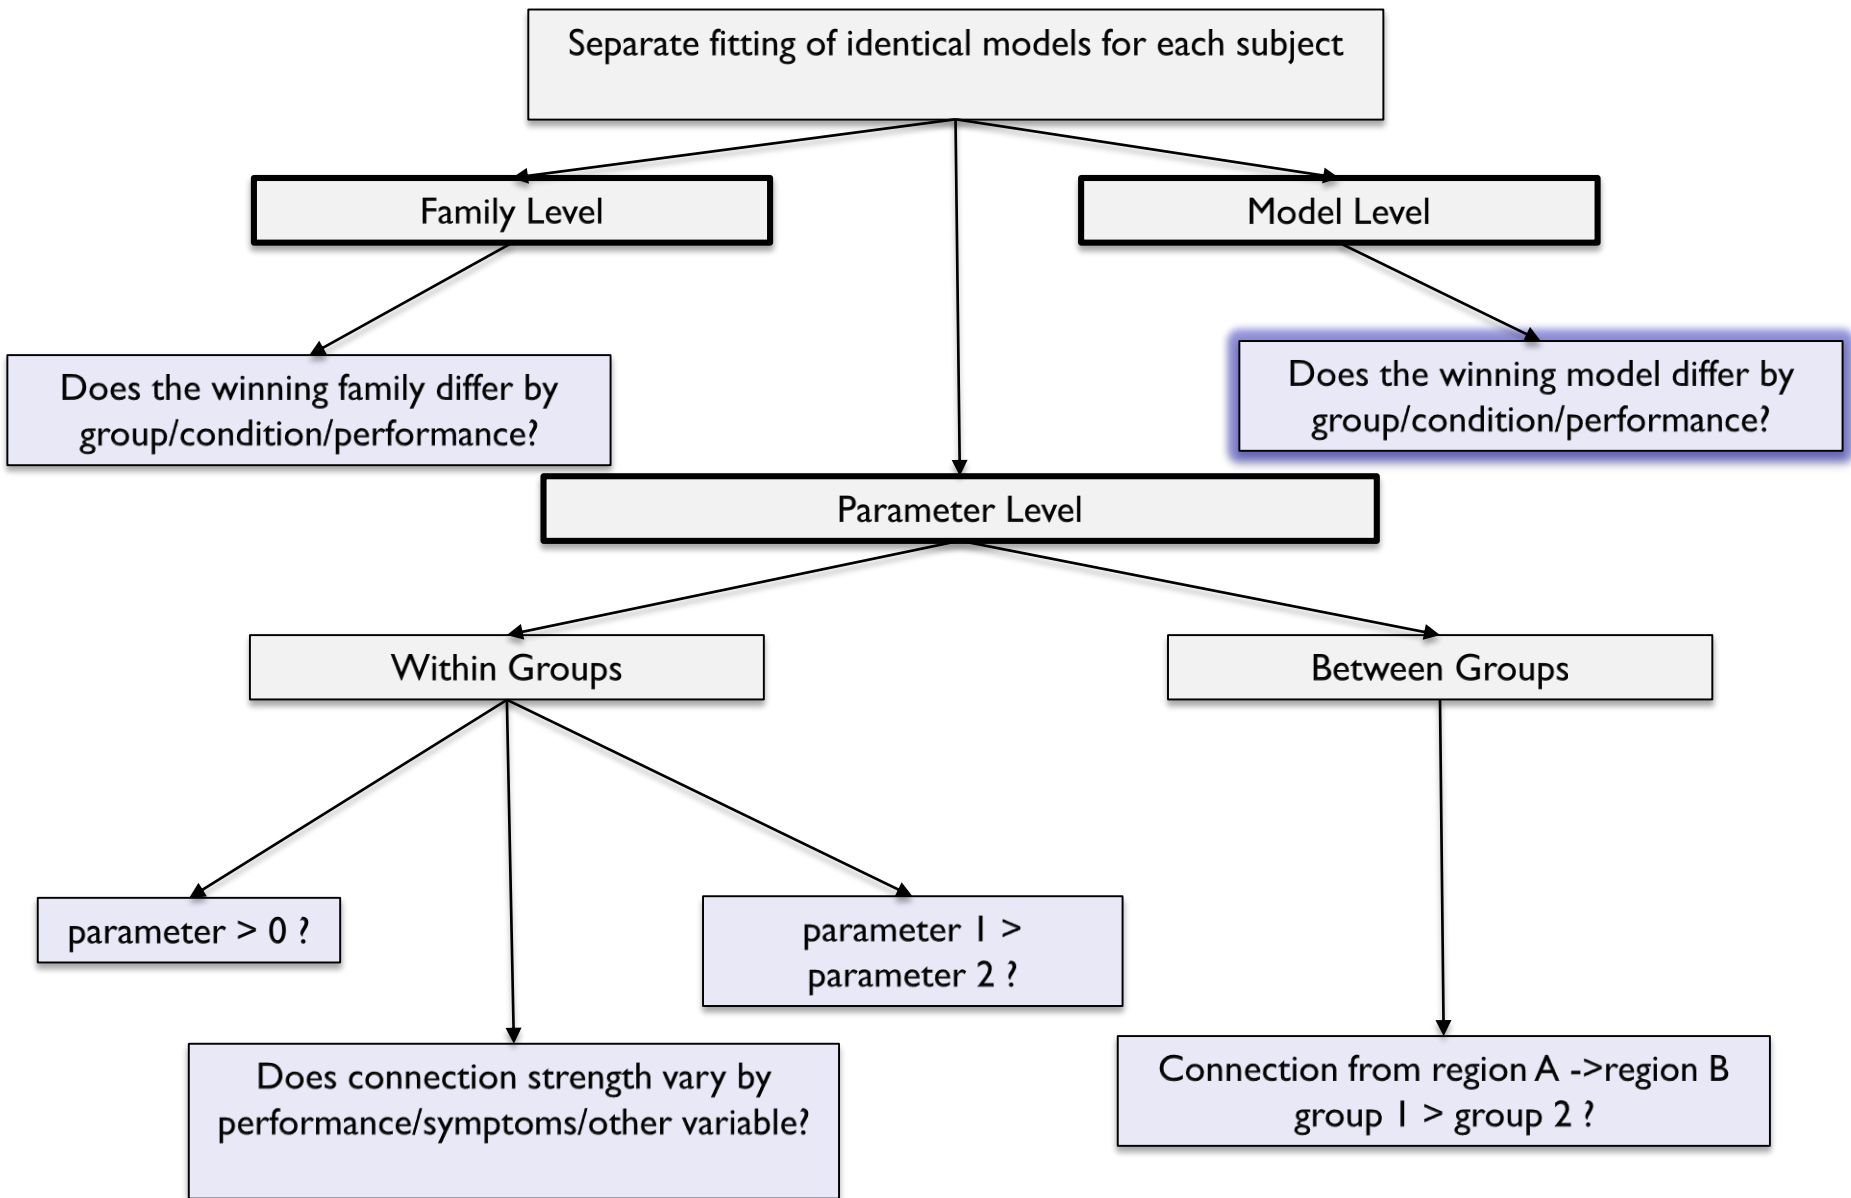 Separate fitting of identical models for each subject
Family Level
Model Level
Does the winning family differ by
group/condition/performance?
Does the winning model differ by
group/condition/performance?
Parameter Level
Within Groups
Between Groups
parameter > 0 ?
parameter 1 >
parameter 2 ?
Does connection strength vary by
performance/symptoms/other variable?
Connection from region A ->region B
group 1 > group 2 ?